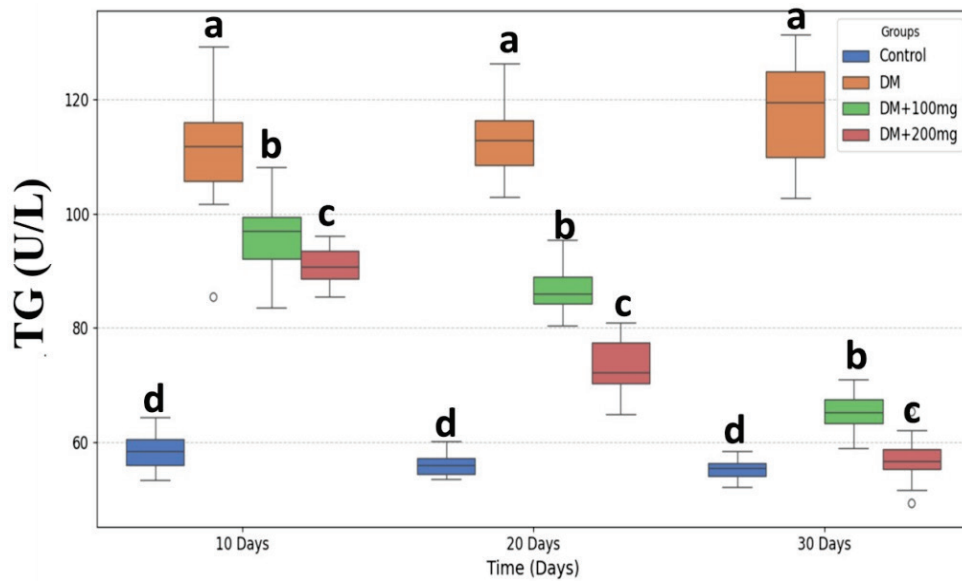 a
a
a
Groups
Control
DM
DM+100mg
DM+200mg
120
b
c
100
b
TG (U/L)
80
c
b
d
d
d
c
60
10 Days
20 Days
30 Days
Time (Days)